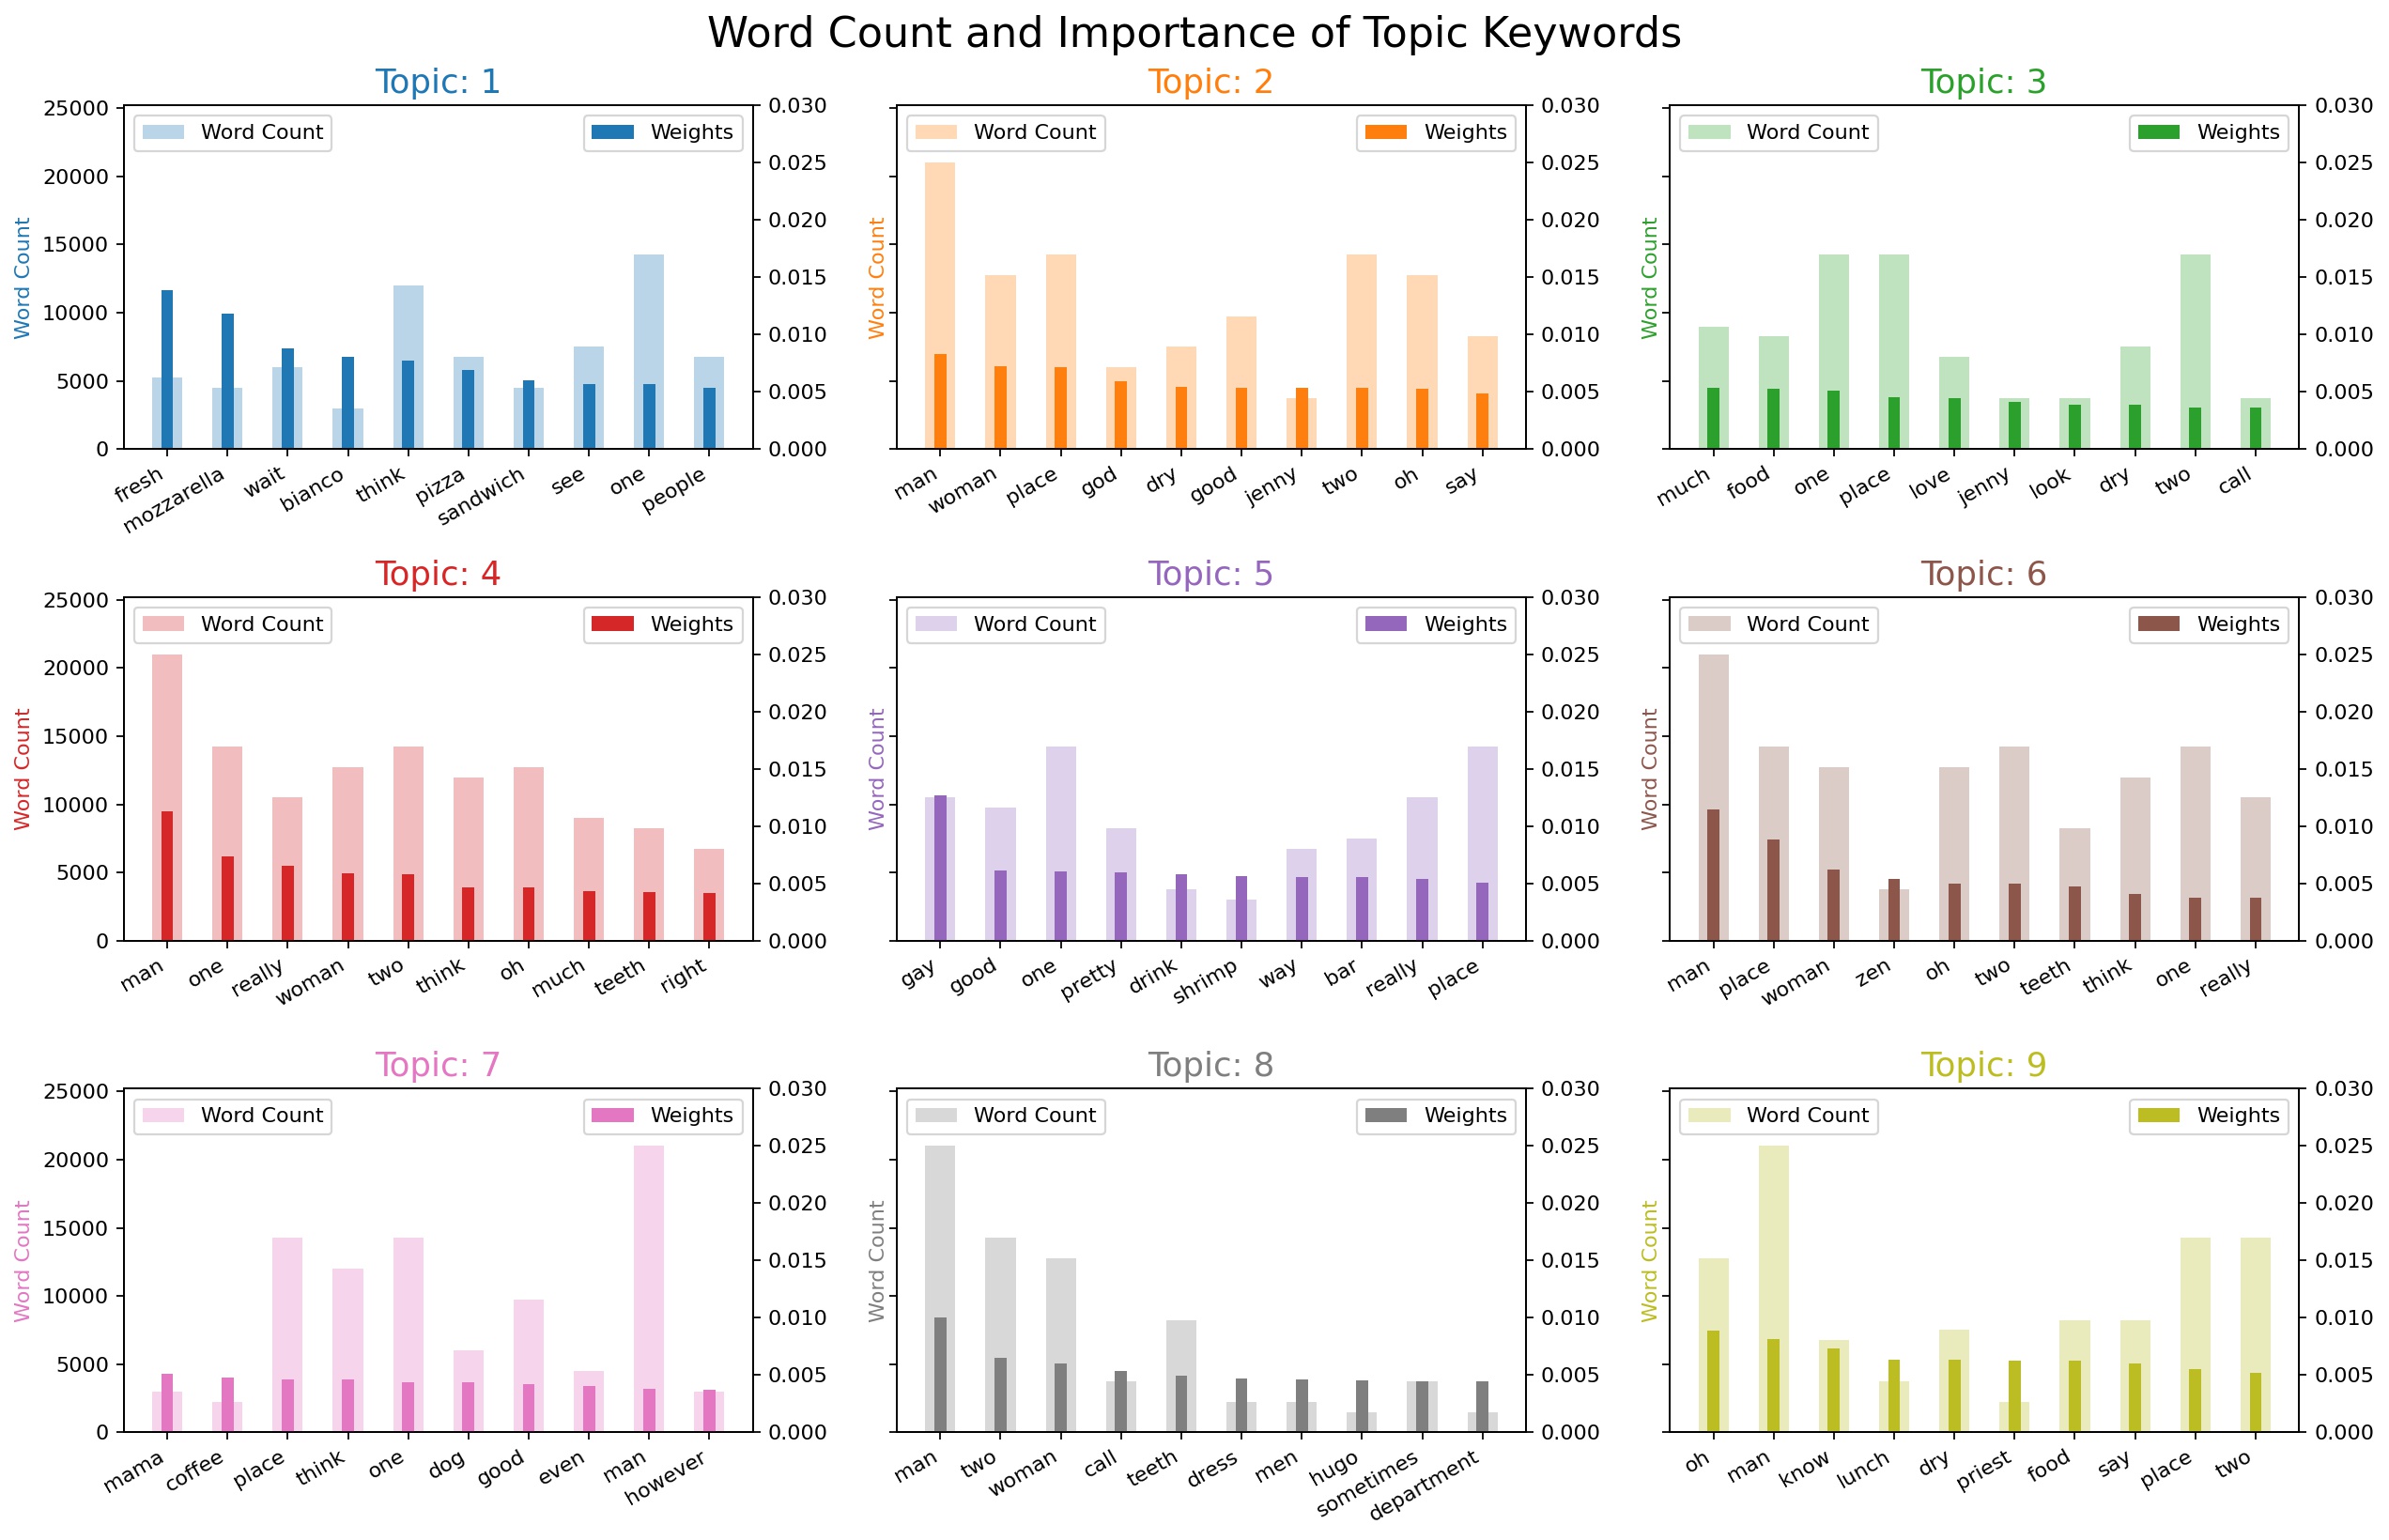 Word Count and Importance of Topic Keywords
Topic: 1
Word Count
Weights
Word Count
25000
20000
15000
10000
5000
0
0.030
0.025
0.020
0.015
0.010
0.005
0.000
fresh
mozzarella
wait
bianco
think
pizza
sandwich
see
one
people
Topic: 2
Word Count
Weights
Word Count
0.030
0.025
0.020
0.015
0.010
0.005
0.000
man
woman
place
god
dry
good
jenny
two
oh
say
Topic: 3
Word Count
Weights
Word Count
0.030
0.025
0.020
0.015
0.010
0.005
0.000
much
food
one
place
love
jenny
look
dry
two
call
Topic: 4
Word Count
Weights
Word Count
25000
20000
15000
10000
5000
0
0.030
0.025
0.020
0.015
0.010
0.005
0.000
man
one
really
woman
two
think
oh
much
teeth
right
Topic: 5
Word Count
Weights
Word Count
0.030
0.025
0.020
0.015
0.010
0.005
0.000
gay
good
one
pretty
drink
shrimp
way
bar
really
place
Topic: 6
Word Count
Weights
Word Count
0.030
0.025
0.020
0.015
0.010
0.005
0.000
man
place
woman
zen
oh
two
teeth
think
one
really
Topic: 7
Word Count
Weights
Word Count
25000
20000
15000
10000
5000
0
0.030
0.025
0.020
0.015
0.010
0.005
0.000
mama
coffee
place
think
one
dog
good
even
man
however
Topic: 8
Word Count
Weights
Word Count
0.030
0.025
0.020
0.015
0.010
0.005
0.000
man
two
woman
call
teeth
dress
men
hugo
sometimes
department
Topic: 9
Word Count
Weights
Word Count
0.030
0.025
0.020
0.015
0.010
0.005
0.000
oh
man
know
lunch
dry
priest
food
say
place
two